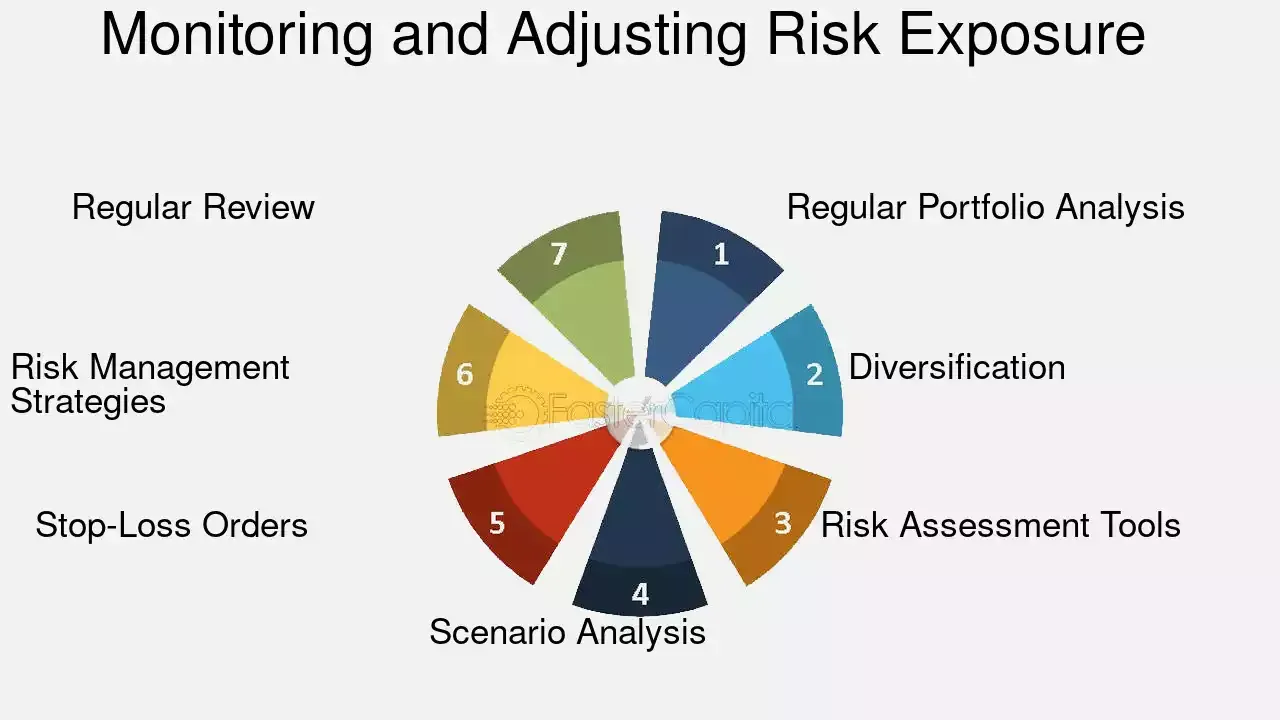 Monitoring and Adjusting Risk Exposure
Regular Review
Regular Portfolio Analysis
7
1
Risk Management
Strategies
6
2
Diversification
FasterCapital
Stop-Loss Orders
5
3
Risk Assessment Tools
4
Scenario Analysis